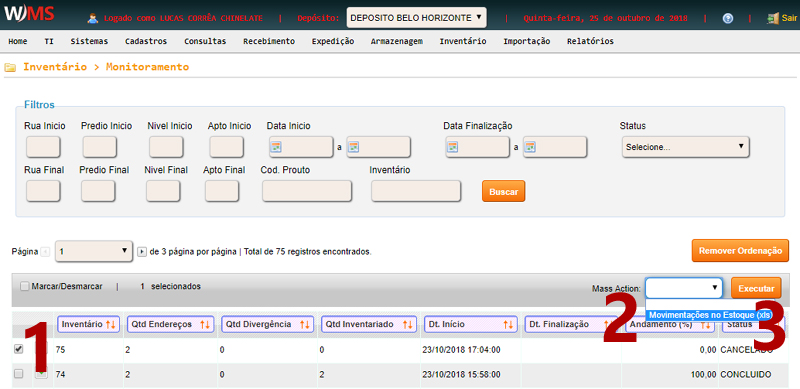 WMS Logado como LUCAS CORRÊA CHINELATE | Depósito: DEPOSITO BELO HORIZONTE | Quinta-feira, 25 de outubro de 2018 | | Sair
Home TI Sistemas Cadastros Consultas Recebimento Expedição Armazenagem Inventário Importação Relatórios
Inventário > Monitoramento
Filtros
Rua Inicio Predio Inicio Nivel Inicio Apto Inicio Data Inicio Data Finalização Status
a a Selecione...
Rua Final Predio Final Nivel Final Apto Final Cod. Prouto Inventário
Buscar
Página 1 de 3 página por página | Total de 75 registros encontrados. Remover Ordenação
Marcar/Desmarcar | 1 selecionados Mass Action: Executar
Movimentações no Estoque (xls
1 2 3
Inventário Qtd Endereços Qtd Divergência Qtd Inventariado Dt. Início Dt. Finalização Andamento (%) Status
75 2 0 0 23/10/2018 17:04:00 0,00 CANCELADO
74 2 0 2 23/10/2018 15:58:00 100,00 CONCLUIDO